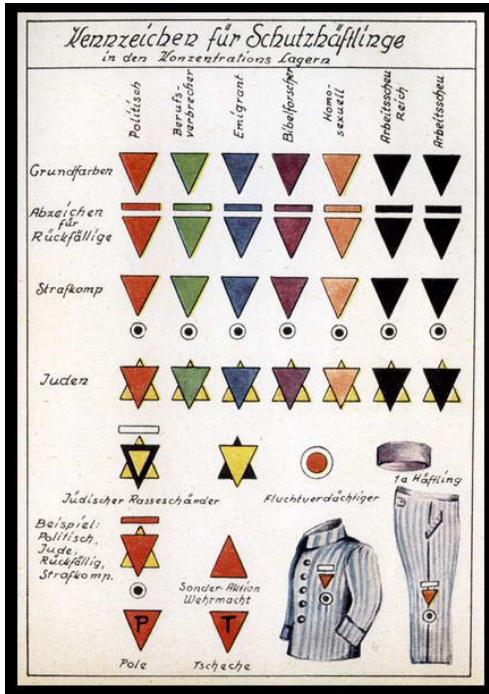 Kennzeichen für Schutzhäftlinge
in den Konzentrations Lagern
Politisch
Berufs-
verbrecher
Emigrant
Bibelforscher
Homo-
sexuell
Arbeitsscheu
Reich
Arbeitsscheu
Grundfarben
Abzeichen
für
Rückfällige
Strafkomp
Juden
Jüdischer Rasseschänder
Fluchtverdächtiger
1a Häftling
Beispiel:
Politisch,
Jude,
Rückfällig,
Strafkomp.
Sonder-Aktion
Wehrmacht
P
T
Pole
Tscheche